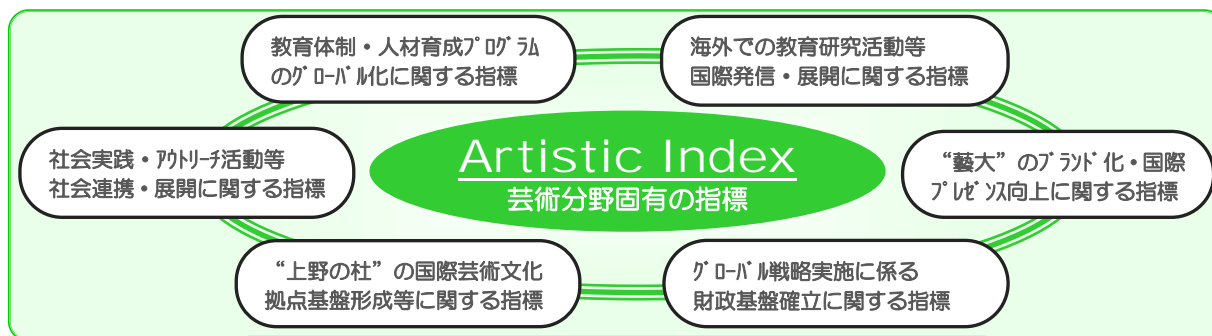 教育体制・人材育成ﾌﾟﾛｸﾞﾗﾑ
のｸﾞﾛｰﾊﾞﾙ化に関する指標
海外での教育研究活動等
国際発信・展開に関する指標
社会実践・ｱｳﾄﾘｰﾁ活動等
社会連携・展開に関する指標
Artistic Index
芸術分野固有の指標
“藝大”のﾌﾞﾗﾝﾄﾞ化・国際
ﾌﾟﾚｾﾞﾝｽ向上に関する指標
“上野の杜”の国際芸術文化
拠点基盤形成等に関する指標
ｸﾞﾛｰﾊﾞﾙ戦略実施に係る
財政基盤確立に関する指標